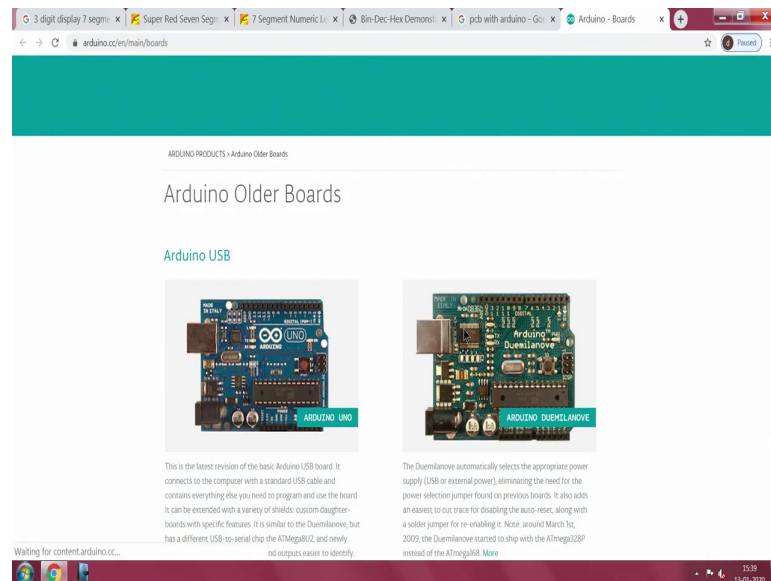 3 digit display 7 segme
Super Red Seven Segm
7 Segment Numeric Le
Bin-Dec-Hex Demonst
pcb with arduino - Goo
Arduino - Boards
arduino.cc/en/main/boards
Paused
ARDUINO PRODUCTS > Arduino Older Boards
Arduino Older Boards
Arduino USB
MADE
IN ITALY
UNO
ARDUINO
ARDUINO UNO
Arduino
Duemilanove
ARDUINO DUEMILANOVE
This is the latest revision of the basic Arduino USB board. It
connects to the computer with a standard USB cable and
contains everything else you need to program and use the board.
It can be extended with a variety of shields: custom daughter-
boards with specific features. It is similar to the Duemilanove, but
has a different USB-to-serial chip the ATMega8U2, and newly
nd outputs easier to identify.
The Duemilanove automatically selects the appropriate power
supply (USB or external power), eliminating the need for the
power selection jumper found on previous boards. It also adds
an easiest to cut trace for disabling the auto-reset, along with
a solder jumper for re-enabling it. Note: around March 1st,
2009, the Duemilanove started to ship with the ATmega328P
instead of the ATmega168. More
Waiting for content.arduino.cc...
15:39
13-01-2020